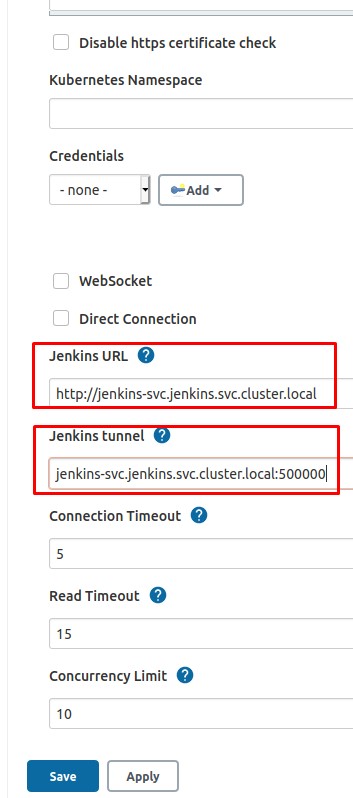 Disable https certificate check
Kubernetes Namespace
Credentials
- none -
Add
WebSocket
Direct Connection
Jenkins URL ?
http://jenkins-svc.jenkins.svc.cluster.local
Jenkins tunnel ?
jenkins-svc.jenkins.svc.cluster.local:500000
Connection Timeout ?
5
Read Timeout ?
15
Concurrency Limit ?
10
Save Apply